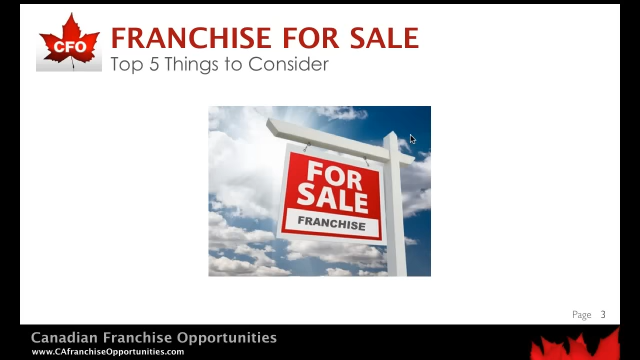 CFO
FRANCHISE FOR SALE
Top 5 Things to Consider
FOR
SALE
FRANCHISE
Page 3
Canadian Franchise Opportunities
www.CAfranchiseOpportunities.com